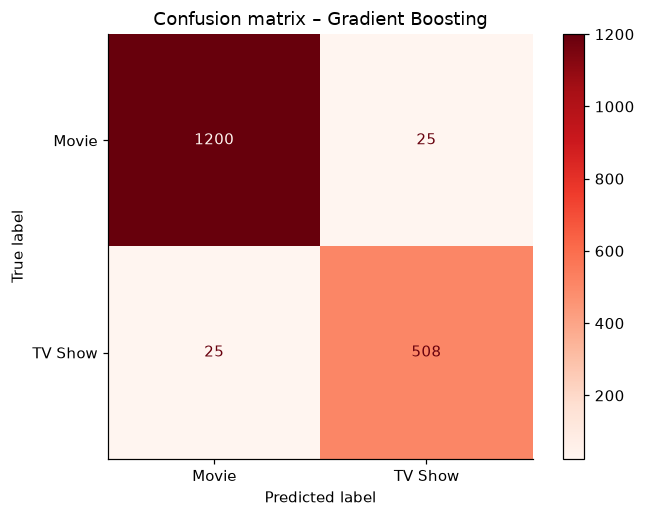 Confusion matrix – Gradient Boosting
True label
Movie
TV Show
1200
25
25
508
Movie
TV Show
Predicted label
1200
1000
800
600
400
200